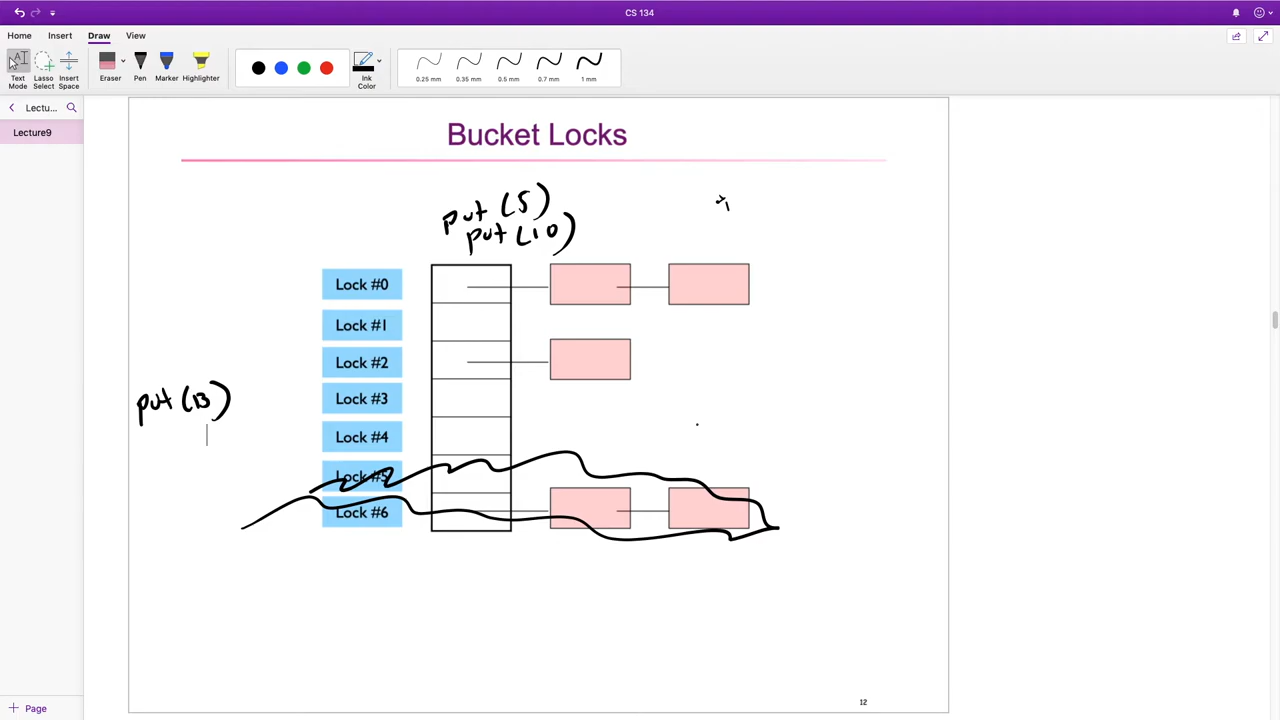 CS 134
Home Insert Draw View
Text Mode
Lasso Select
Insert Space
Eraser
Pen
Marker
Highlighter
Ink Color
0.25 mm
0.35 mm
0.5 mm
0.7 mm
1 mm
Lectu...
Lecture9
Bucket Locks
put (5)
put (10)
Lock #0
Lock #1
Lock #2
Lock #3
put (13)
Lock #4
Lock #5
Lock #6
12
Page